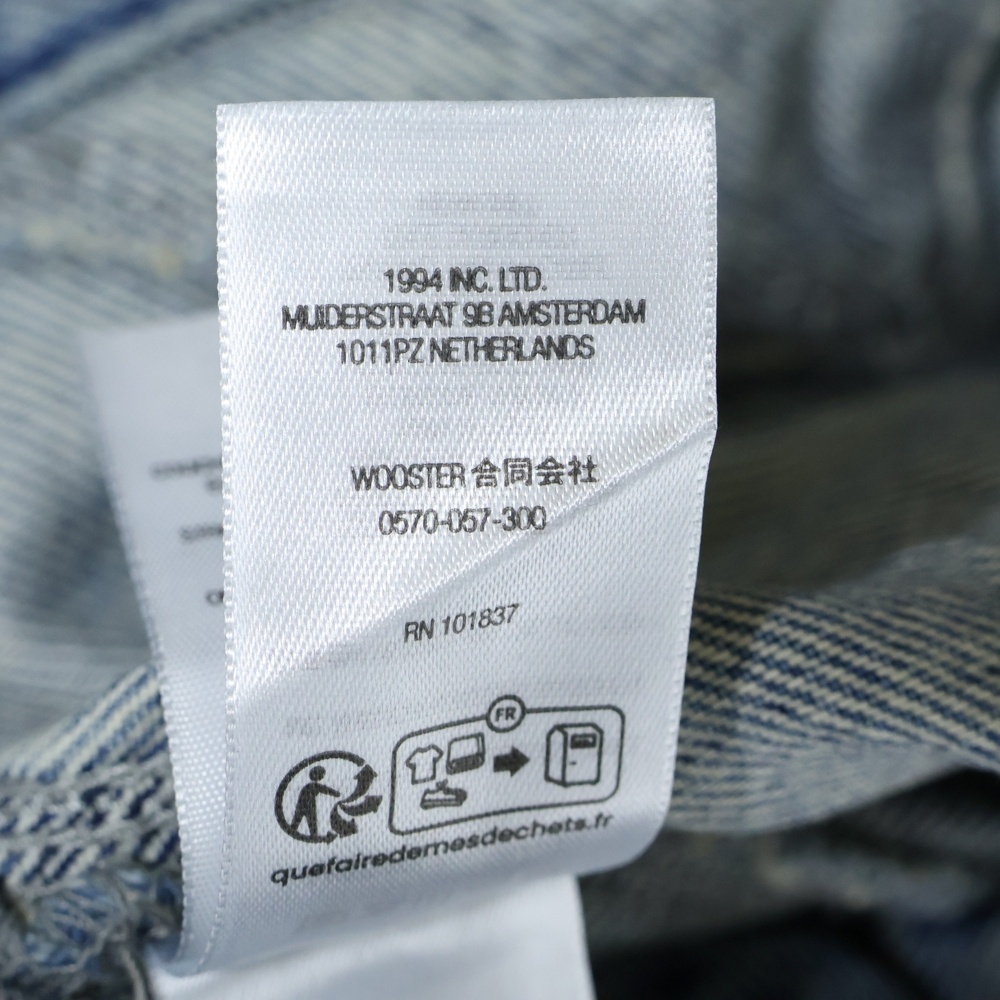 1994 INC. LTD.
MUIDERSTRAAT 9B AMSTERDAM
1011PZ NETHERLANDS
WOOSTER 合同会社
0570-057-300
RN 101837
FR
quefairedemesdechets.fr